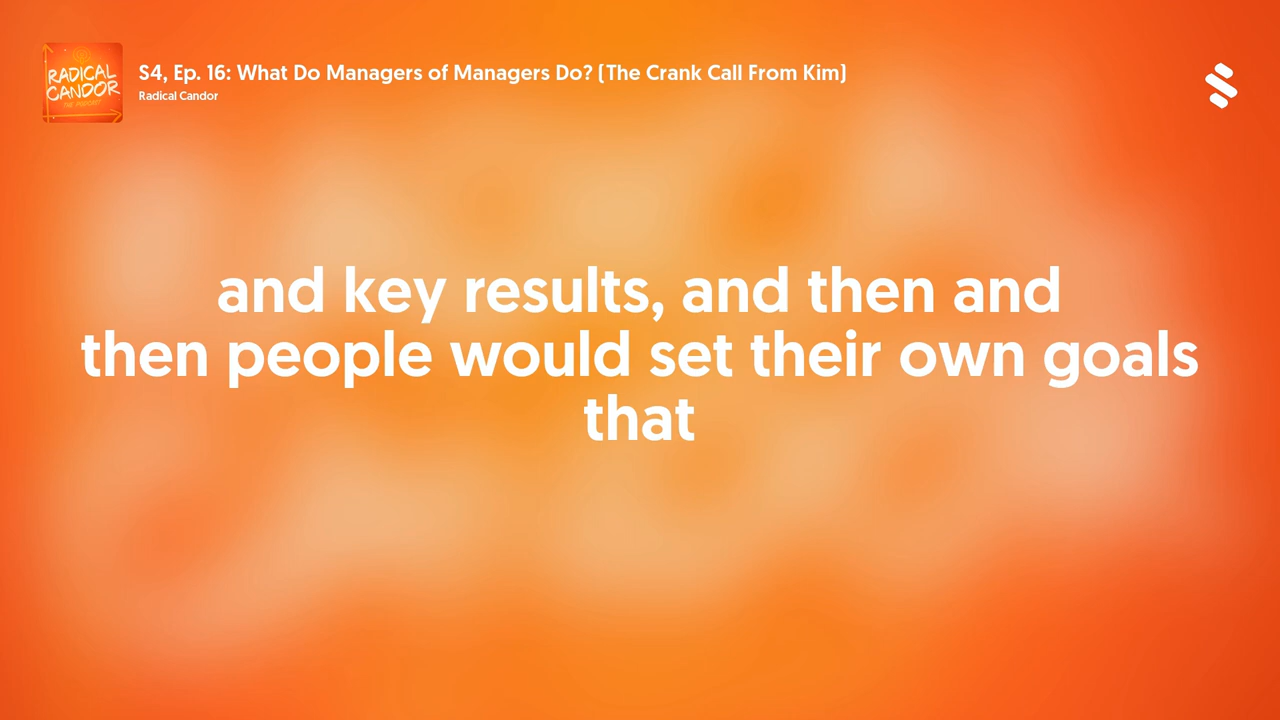 RADICAL
CANDOR
THE PODCAST
S4, Ep. 16: What Do Managers of Managers Do? (The Crank Call From Kim)
Radical Candor
and key results, and then and
then people would set their own goals
that